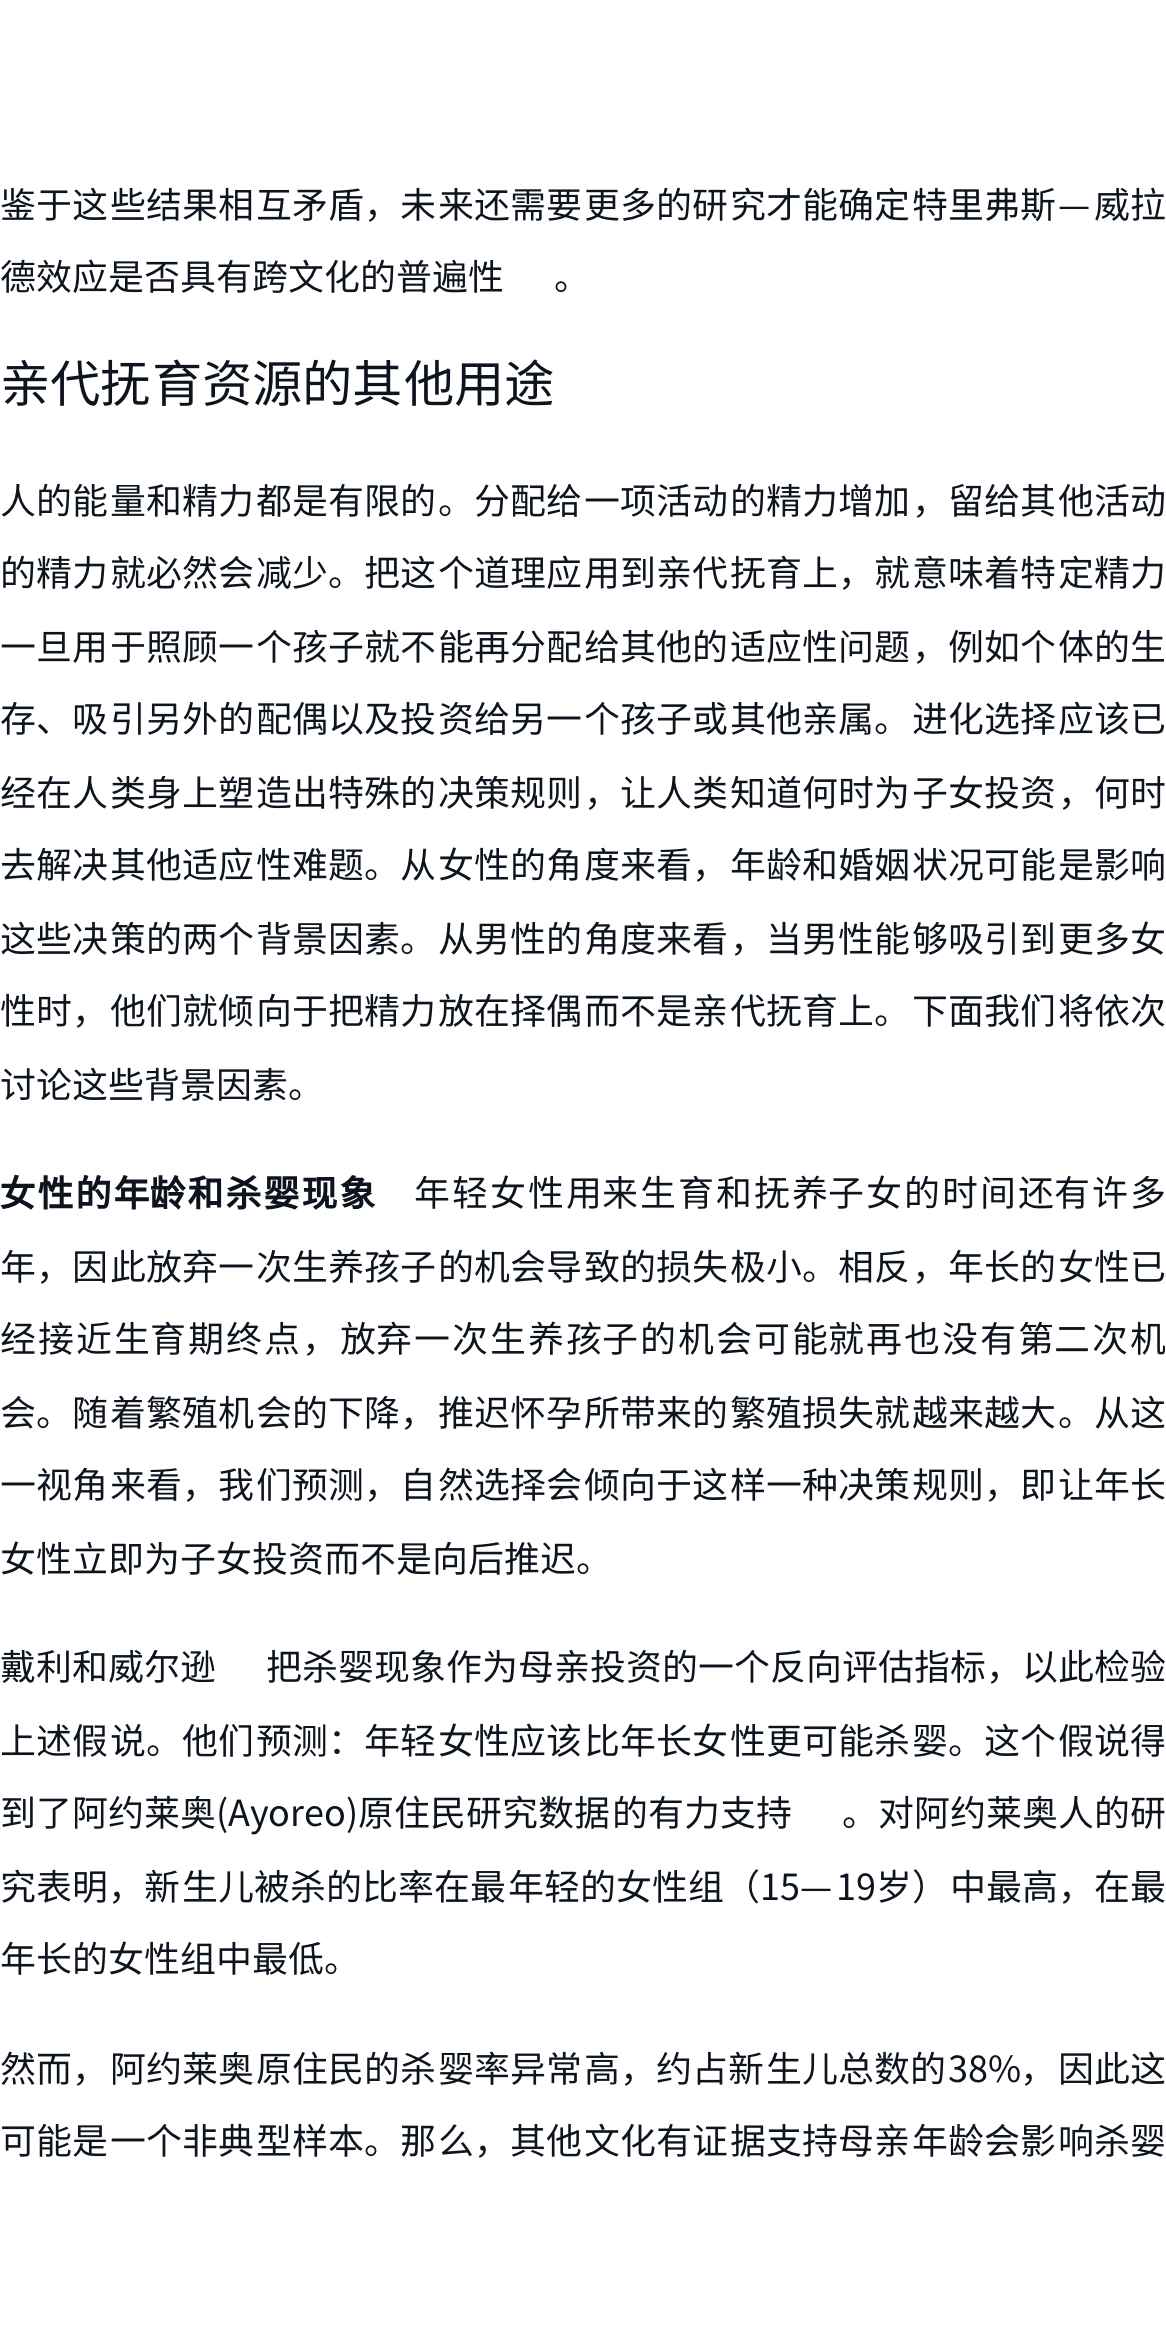 鉴于这些结果相互矛盾，未来还需要更多的研究才能确定特里弗斯—威拉
德效应是否具有跨文化的普遍性　。
亲代抚育资源的其他用途
人的能量和精力都是有限的。分配给一项活动的精力增加，留给其他活动
的精力就必然会减少。把这个道理应用到亲代抚育上，就意味着特定精力
一旦用于照顾一个孩子就不能再分配给其他的适应性问题，例如个体的生
存、吸引另外的配偶以及投资给另一个孩子或其他亲属。进化选择应该已
经在人类身上塑造出特殊的决策规则，让人类知道何时为子女投资，何时
去解决其他适应性难题。从女性的角度来看，年龄和婚姻状况可能是影响
这些决策的两个背景因素。从男性的角度来看，当男性能够吸引到更多女
性时，他们就倾向于把精力放在择偶而不是亲代抚育上。下面我们将依次
讨论这些背景因素。
女性的年龄和杀婴现象　年轻女性用来生育和抚养子女的时间还有许多
年，因此放弃一次生养孩子的机会导致的损失极小。相反，年长的女性已
经接近生育期终点，放弃一次生养孩子的机会可能就再也没有第二次机
会。随着繁殖机会的下降，推迟怀孕所带来的繁殖损失就越来越大。从这
一视角来看，我们预测，自然选择会倾向于这样一种决策规则，即让年长
女性立即为子女投资而不是向后推迟。
戴利和威尔逊　把杀婴现象作为母亲投资的一个反向评估指标，以此检验
上述假说。他们预测：年轻女性应该比年长女性更可能杀婴。这个假说得
到了阿约莱奥(Ayoreo)原住民研究数据的有力支持　。对阿约莱奥人的研
究表明，新生儿被杀的比率在最年轻的女性组（15—19岁）中最高，在最
年长的女性组中最低。
然而，阿约莱奥原住民的杀婴率异常高，约占新生儿总数的38%，因此这
可能是一个非典型样本。那么，其他文化有证据支持母亲年龄会影响杀婴